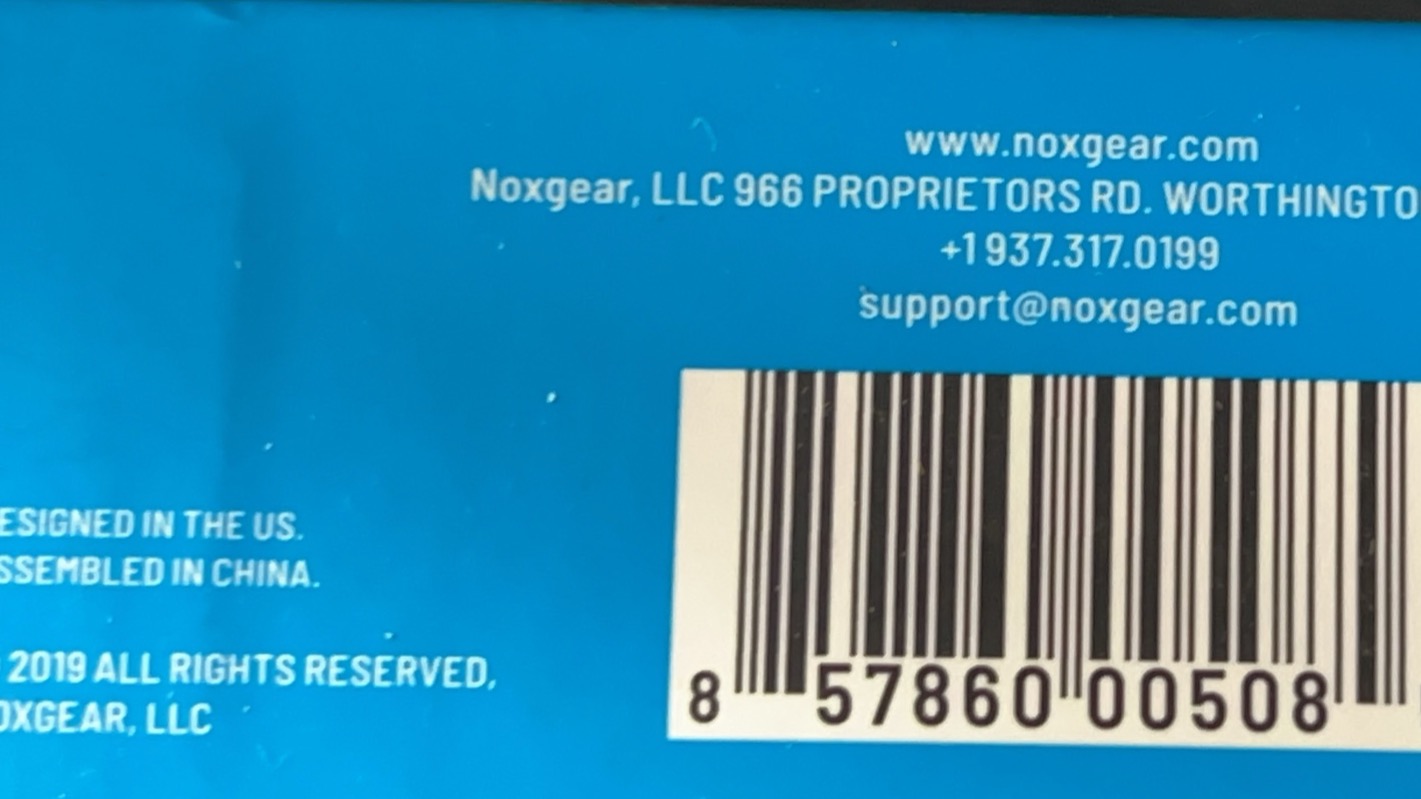 www.noxgear.com
Noxgear, LLC 966 PROPRIETORS RD. WORTHINGTO
+1 937.317.0199
support@noxgear.com
ESIGNED IN THE US.
SSEMBLED IN CHINA.
2019 ALL RIGHTS RESERVED,
OXGEAR, LLC
8 57860 00508